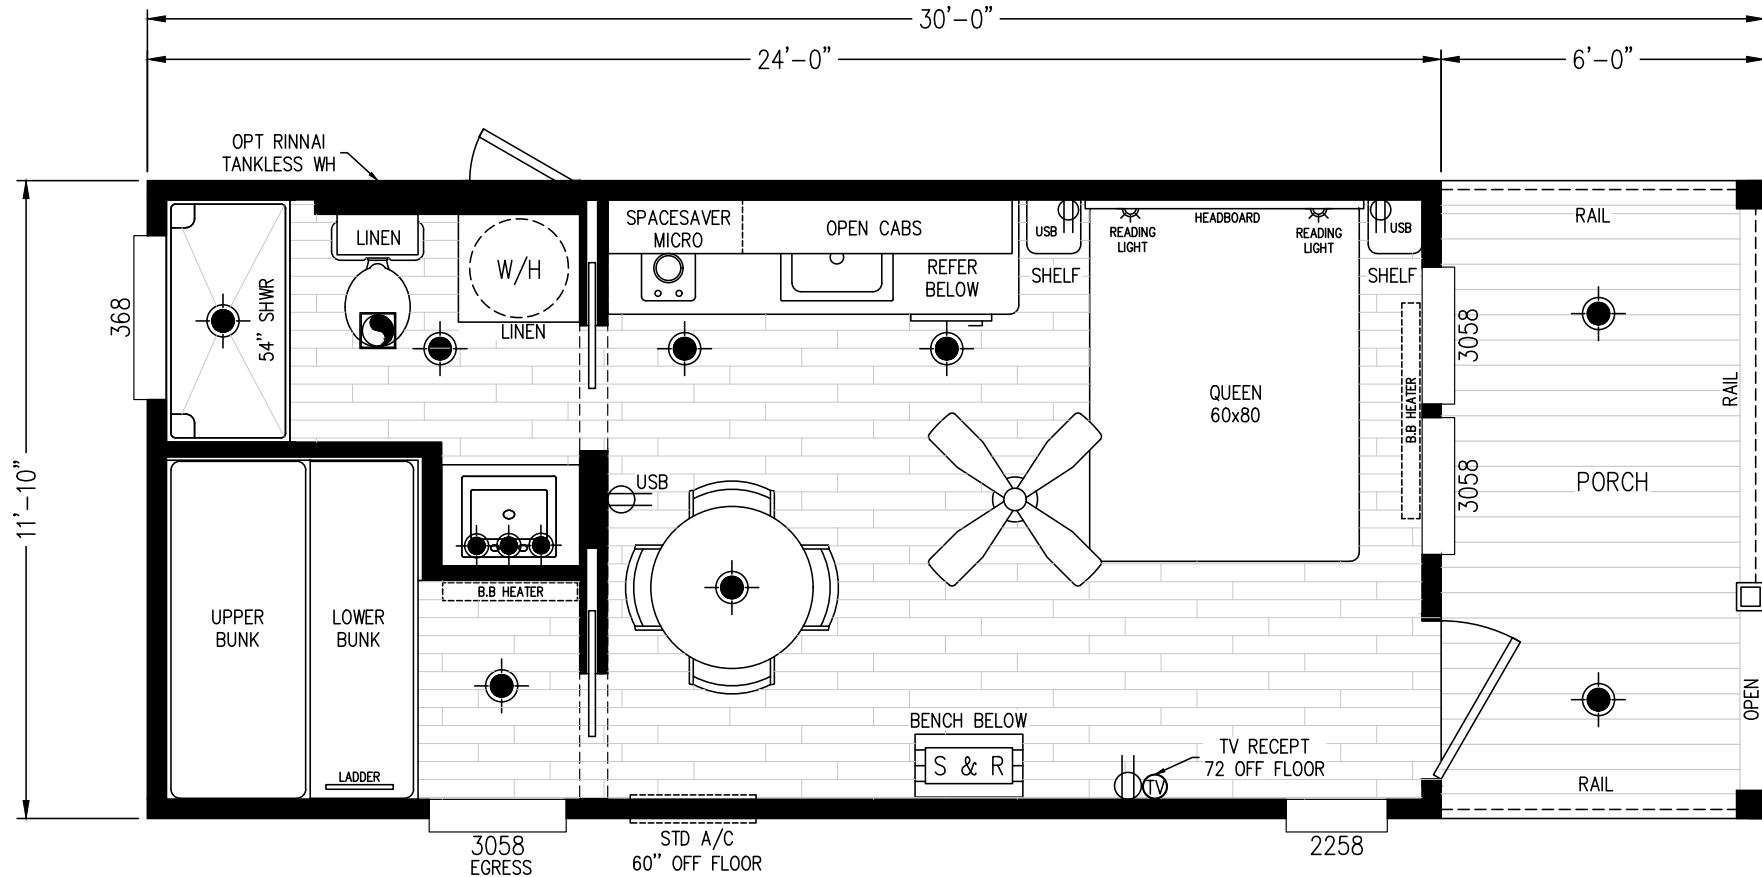 30'-0"
24'-0"
6'-0"
OPT RINNAI
TANKLESS WH
11'-10"
368
54" SHWR
LINEN
W/H
LINEN
SPACESAVER
MICRO
OPEN CABS
REFER
BELOW
USB
SHELF
READING
LIGHT
HEADBOARD
READING
LIGHT
USB
SHELF
RAIL
3058
B.B HEATER
QUEEN
60x80
RAIL
3058
PORCH
USB
B.B HEATER
UPPER
BUNK
LOWER
BUNK
LADDER
BENCH BELOW
S & R
TV RECEPT
72 OFF FLOOR
TV
OPEN
RAIL
3058
EGRESS
STD A/C
60" OFF FLOOR
2258